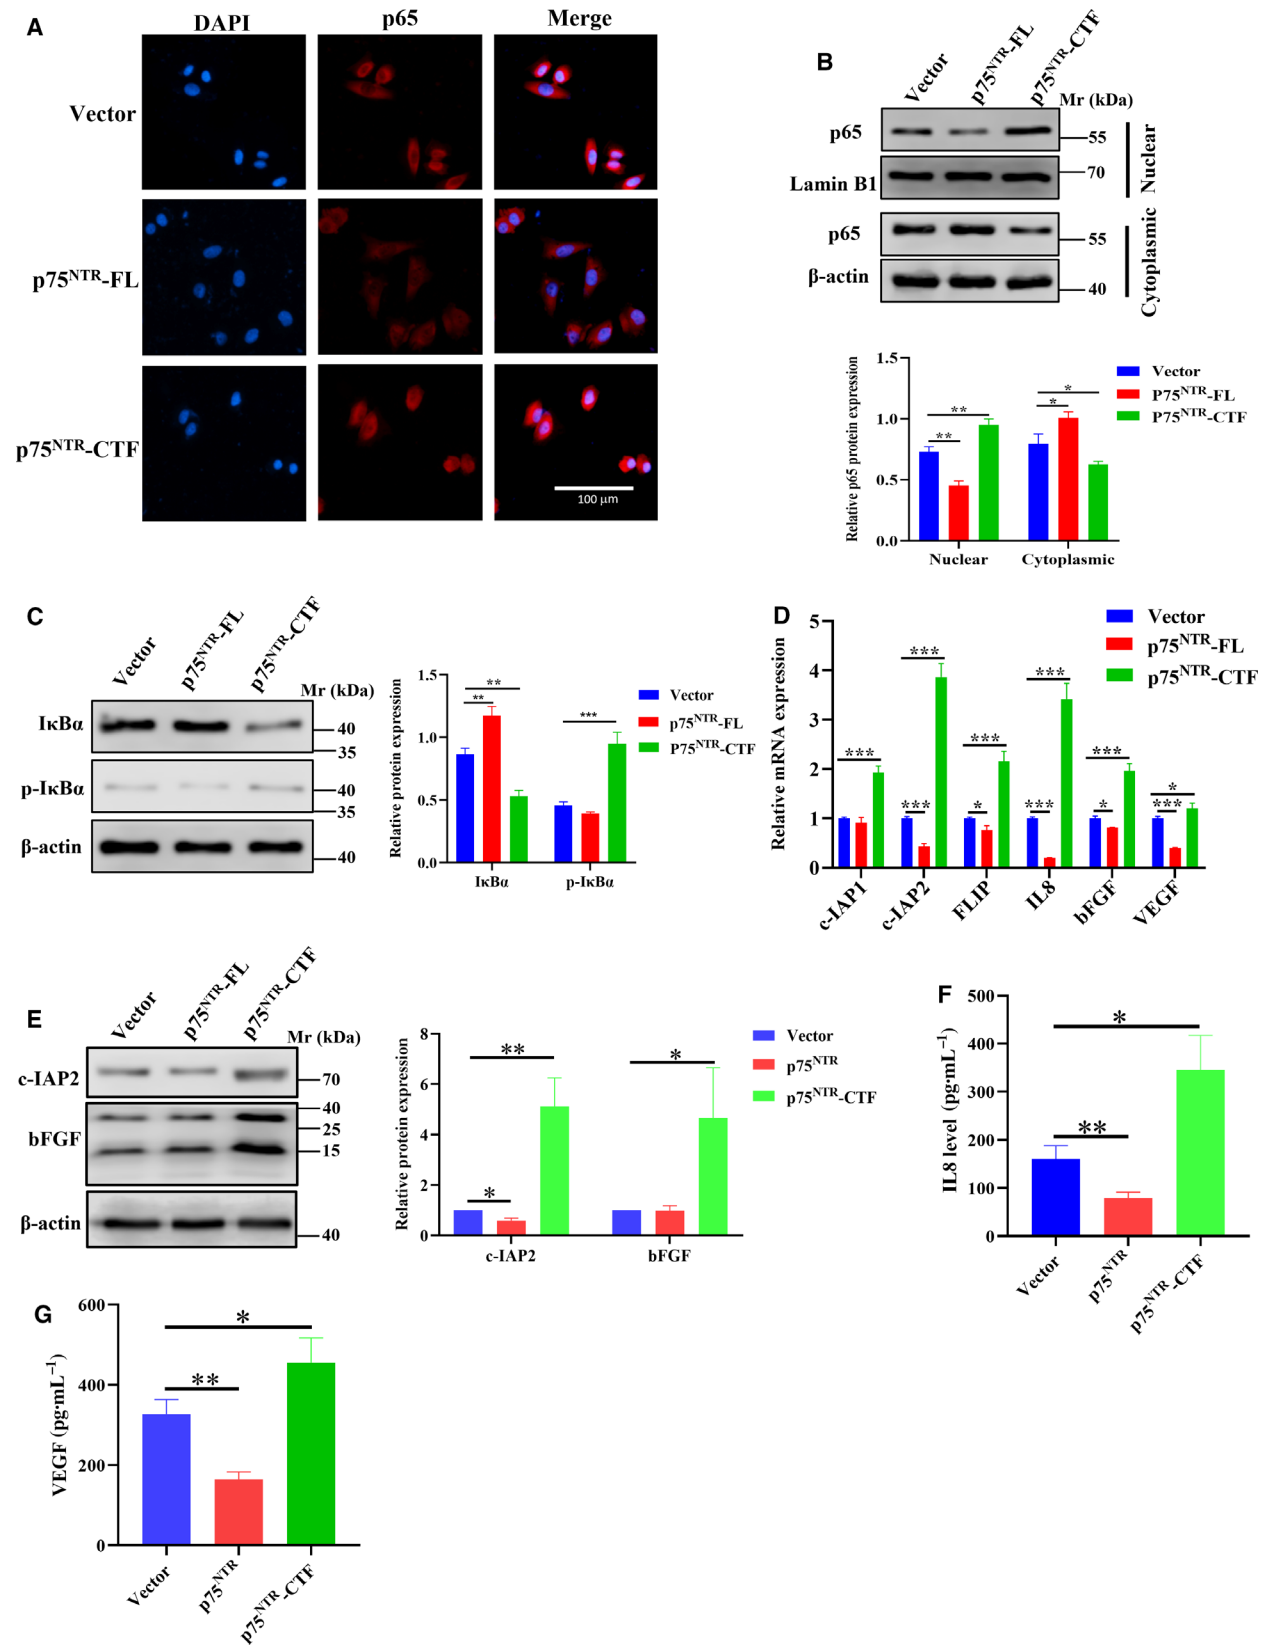 A
DAPI
p65
Merge
Vector
p75NTR-FL
p75NTR-CTF
100 μm
B
Vector
p75NTR-FL
p75NTR-CTF
Mr (kDa)
p65
55
Lamin B1
70
Nuclear
p65
55
β-actin
40
Cytoplasmic
Relative p65 protein expression
1.5
1.0
0.5
0.0
**
**
*
*
Nuclear
Cytoplasmic
Vector
P75NTR-FL
P75NTR-CTF
C
Vector
p75NTR-FL
p75NTR-CTF
Mr (kDa)
IκBα
40
35
p-IκBα
40
35
β-actin
40
Relative protein expression
1.5
1.0
0.5
0.0
**
**
***
IκBα
p-IκBα
Vector
p75NTR-FL
P75NTR-CTF
D
Relative mRNA expression
5
4
3
2
1
0
***
***
***
***
*
***
***
***
*
*
***
c-IAP1
c-IAP2
FLIP
IL8
bFGF
VEGF
Vector
p75NTR-FL
p75NTR-CTF
E
Vector
p75NTR-FL
p75NTR-CTF
Mr (kDa)
c-IAP2
70
bFGF
40
25
15
β-actin
40
Relative protein expression
8
6
4
2
0
**
*
*
c-IAP2
bFGF
Vector
p75NTR
p75NTR-CTF
F
IL8 level (pg·mL−1)
500
400
300
200
100
0
*
**
Vector
p75NTR
p75NTR-CTF
G
VEGF (pg·mL−1)
600
400
200
0
*
**
Vector
p75NTR
p75NTR-CTF